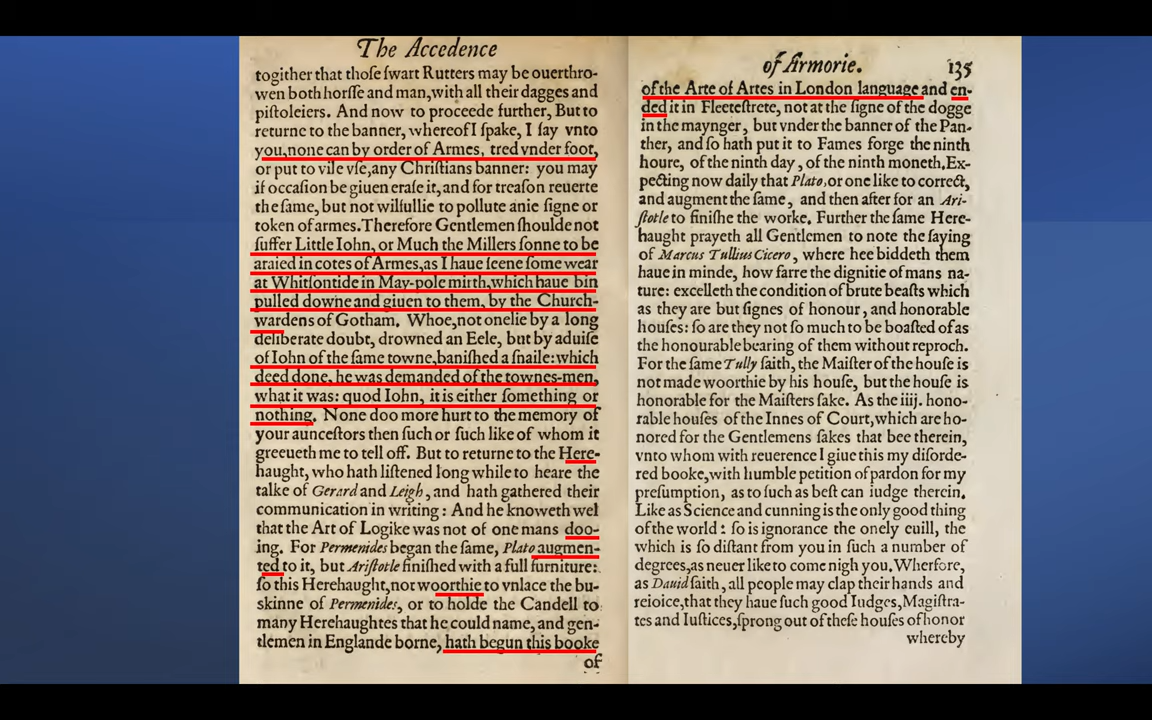 The Accedence
togither that thoſe ſwart Rutters may be ouerthro-
wen both horſſe and man,with all their dagges and
piſtoleiers. And now to proceede further, But to
returne to the banner, whereof I ſpake, I ſay vnto
you,none can by order of Armes, tred vnder foot,
or put to vile vſe,any Chriſtians banner: you may
if occaſion be giuen eraſe it,and for treaſon reuerte
the ſame, but not wilfullie to pollute anie ſigne or
token of armes.Therefore Gentlemen ſhoulde not
ſuffer Little Iohn, or Much the Millers ſonne to be
araied in cotes of Armes,as I haue ſeene ſome wear
at Whitſontide in May-pole mirth,which haue bin
pulled downe and giuen to them, by the Church-
wardens of Gotham. Whoe,not onelie by a long
deliberate doubt, drowned an Eele, but by aduiſe
of Iohn of the ſame towne,baniſhed a ſnaile:which
deed done, he was demanded of the townes-men,
what it was: quod Iohn, it is either ſomething or
nothing. None doo more hurt to the memory of
your aunceſtors then ſuch or ſuch like of whom it
greeueth me to tell off. But to returne to the Here-
haught, who hath liſtened long while to heare the
talke of Gerard and Leigh, and hath gathered their
communication in writing: And he knoweth wel
that the Art of Logike was not of one mans doo-
ing. For Permenides began the ſame, Plato augmen-
ted to it, but Ariſtotle finiſhed with a full furniture:
ſo this Herehaught,not woorthie to vnlace the bu-
skinne of Permenides, or to holde the Candell to
many Herehaughtes that he could name, and gen-
tlemen in Englande borne, hath begun this booke
of
of Armorie. 135
of the Arte of Artes in London language and en-
ded it in Fleeteſtrete, not at the ſigne of the dogge
in the maynger, but vnder the banner of the Pan-
ther, and ſo hath put it to Fames forge the ninth
houre, of the ninth day, of the ninth moneth,Ex-
pecting now daily that Plato,or one like to correct,
and augment the ſame, and then after for an Ari-
ſtotle to finiſhe the worke. Further the ſame Here-
haught prayeth all Gentlemen to note the ſaying
of Marcus Tullius Cicero, where hee biddeth them
haue in minde, how farre the dignitie of mans na-
ture: excelleth the condition of brute beaſts which
as they are but ſignes of honour, and honorable
houſes: ſo are they not ſo much to be boaſted of as
the honourable bearing of them without reproch.
For the ſame Tully ſaith, the Maiſter of the houſe is
not made woorthie by his houſe, but the houſe is
honorable for the Maiſters ſake. As the iiij. hono-
rable houſes of the Innes of Court,which are ho-
nored for the Gentlemens ſakes that bee therein,
vnto whom with reuerence I giue this my diſorde-
red booke,with humble petition of pardon for my
preſumption, as to ſuch as beſt can iudge therein.
Like as Science and cunning is the only good thing
of the world: ſo is ignorance the onely euill, the
which is ſo diſtant from you in ſuch a number of
degrees,as neuer like to come nigh you.Wherfore,
as Dauid ſaith, all people may clap their hands and
reioice,that they haue ſuch good Iudges,Magiſtra-
tes and Iuſtices,ſprong out of theſe houſes of honor
whereby